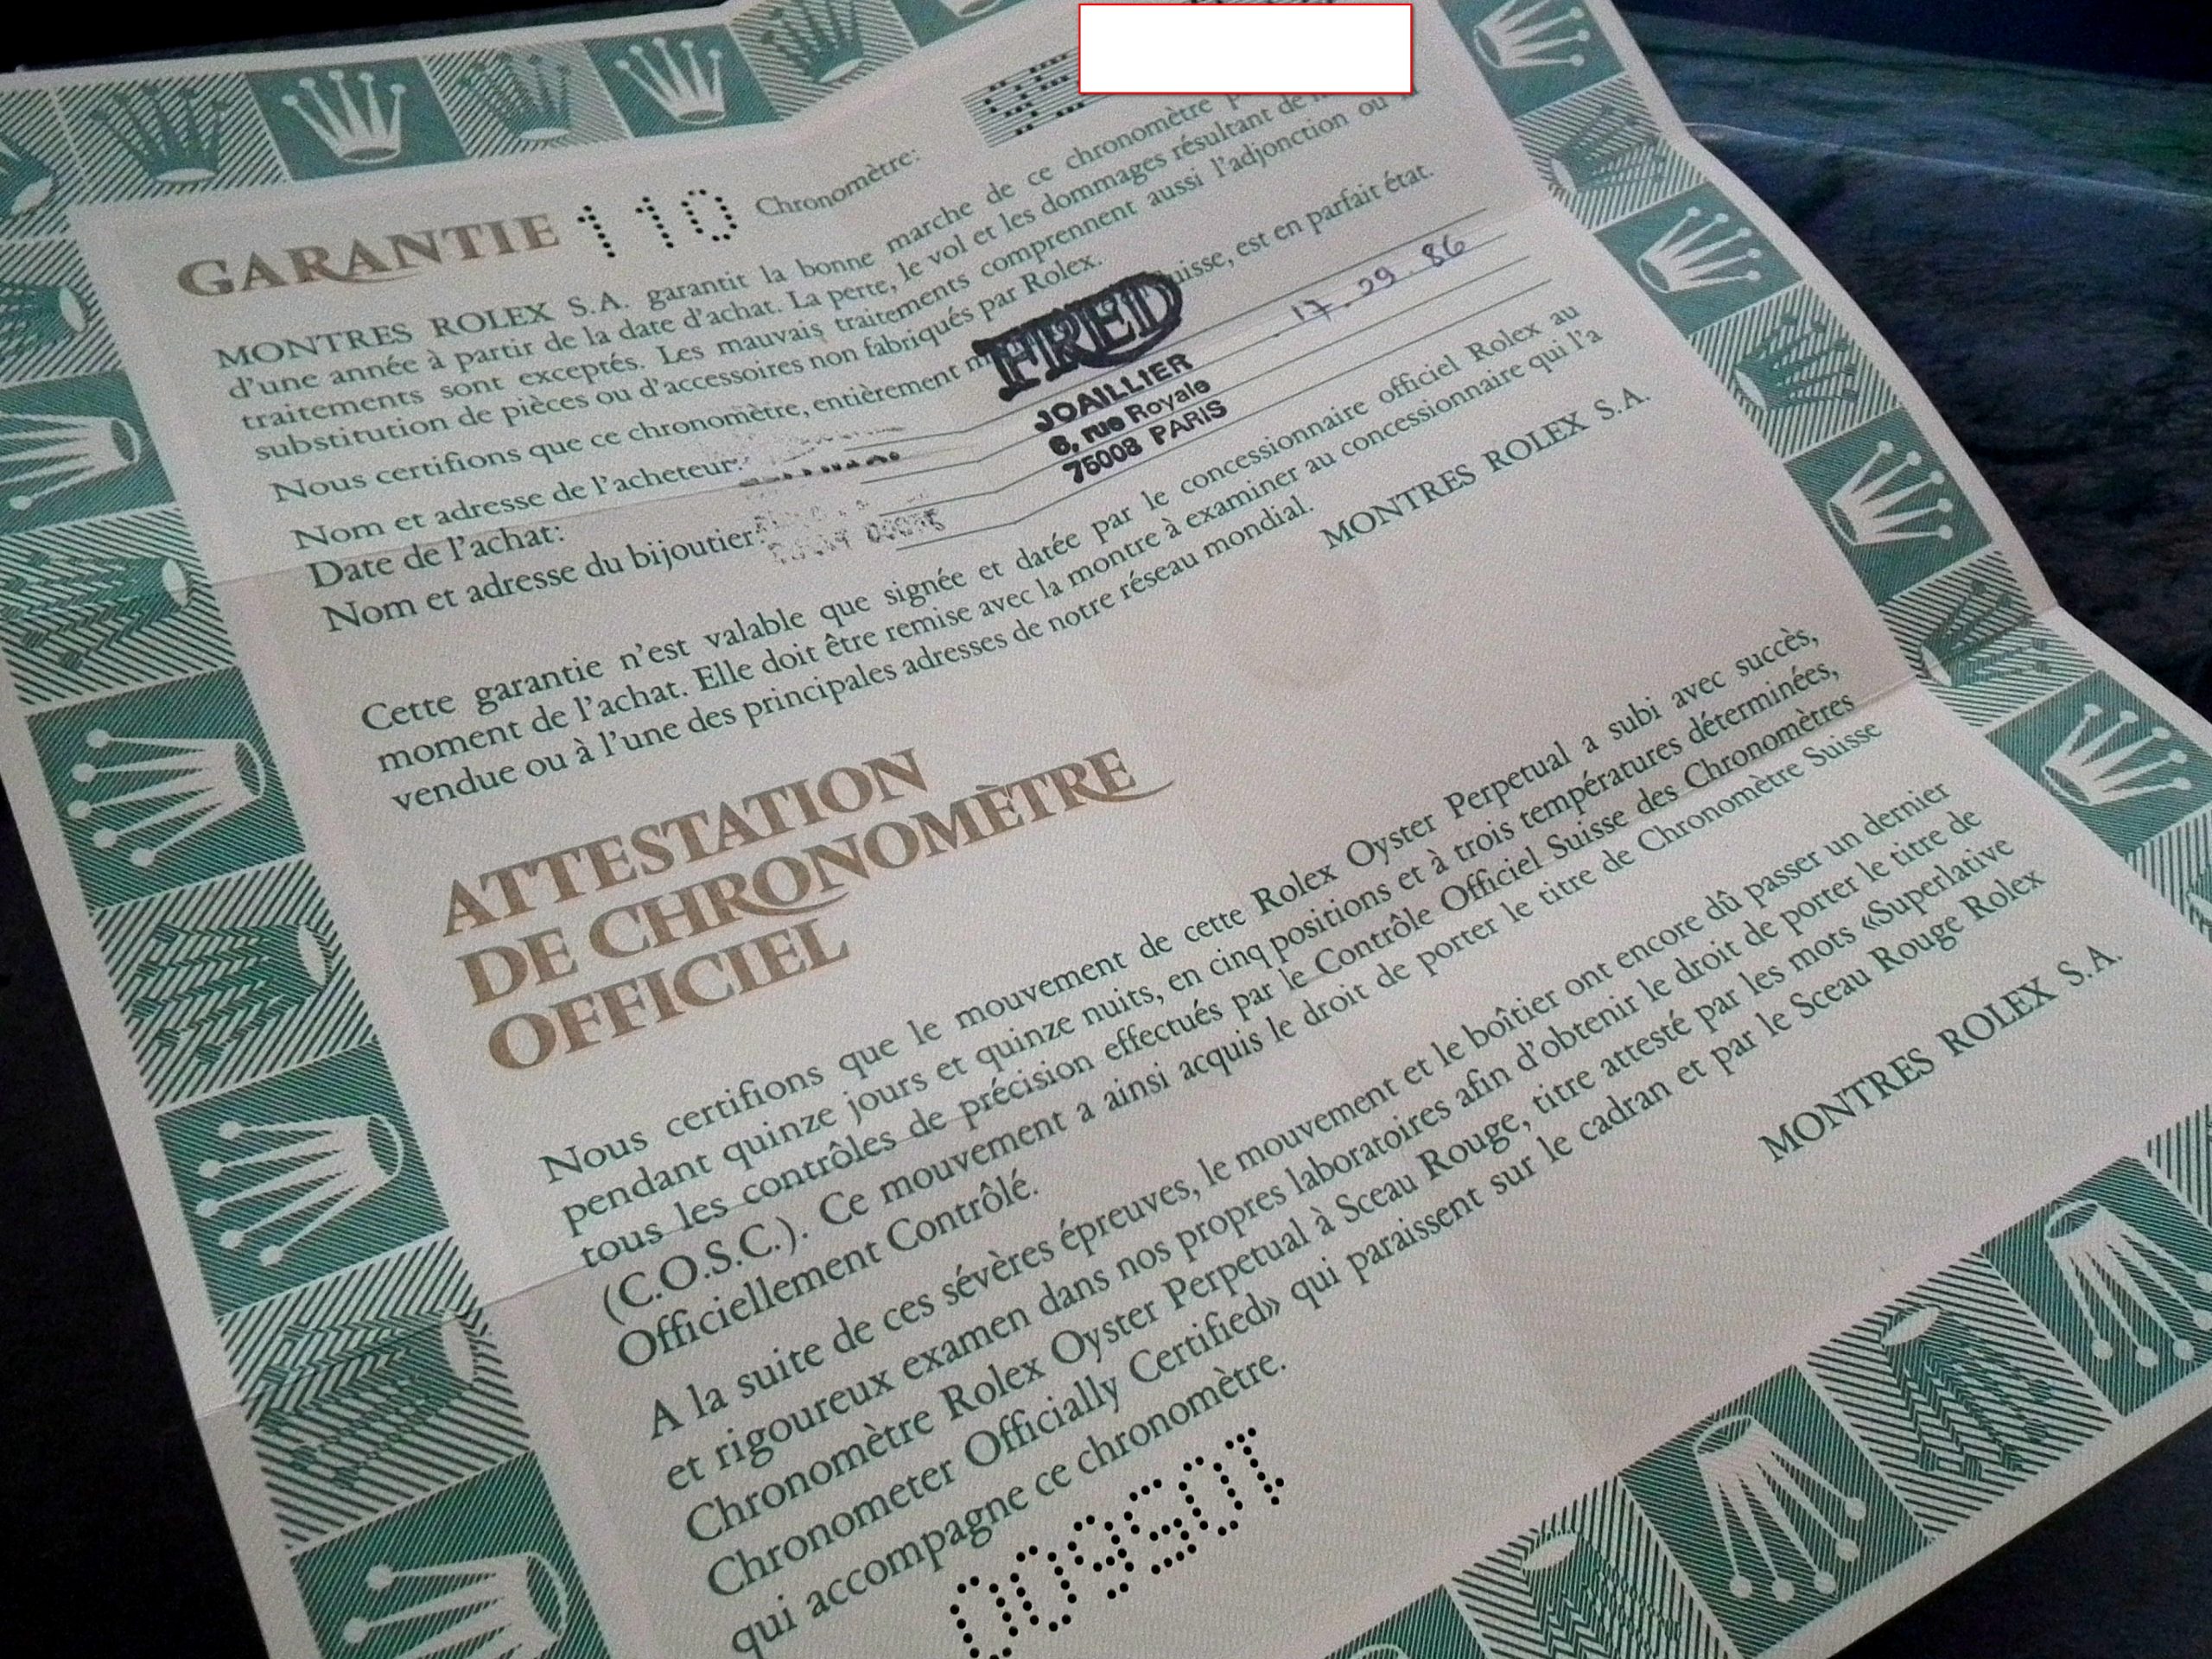 GARANTIE 110 Chronomètre:
MONTRES ROLEX S.A. garantit la bonne marche de ce chronomètre
d'une année à partir de la date d'achat. La perte, le vol et les dommages résultant de
traitements sont exceptés. Les mauvais traitements comprennent aussi l'adjonction ou
substitution de pièces ou d'accessoires non fabriqués par Rolex.
Nous certifions que ce chronomètre, entièrement est en parfait état.
Nom et adresse de l'acheteur:
Date de l'achat: 17.09.86
Nom et adresse du bijoutier:
FRED
JOAILLIER
6, rue Royale
75008 PARIS
Cette garantie n'est valable que signée et datée par le concessionnaire officiel Rolex au
moment de l'achat. Elle doit être remise avec la montre à examiner au concessionnaire qui l'a
vendue ou à l'une des principales adresses de notre réseau mondial.
MONTRES ROLEX S.A.
ATTESTATION
DE CHRONOMÈTRE
OFFICIEL
Nous certifions que le mouvement de cette Rolex Oyster Perpetual a subi avec succès,
pendant quinze jours et quinze nuits, en cinq positions et à trois températures déterminées,
tous les contrôles de précision effectués par le Contrôle Officiel Suisse des Chronomètres
(C.O.S.C.). Ce mouvement a ainsi acquis le droit de porter le titre de Chronomètre Suisse
Officiellement Contrôlé.
A la suite de ces sévères épreuves, le mouvement et le boîtier ont encore dû passer un dernier
et rigoureux examen dans nos propres laboratoires afin d'obtenir le droit de porter le titre de
Chronomètre Rolex Oyster Perpetual à Sceau Rouge, titre attesté par les mots «Superlative
Chronometer Officially Certified» qui paraissent sur le cadran et par le Sceau Rouge Rolex
qui accompagne ce chronomètre.
MONTRES ROLEX S.A.